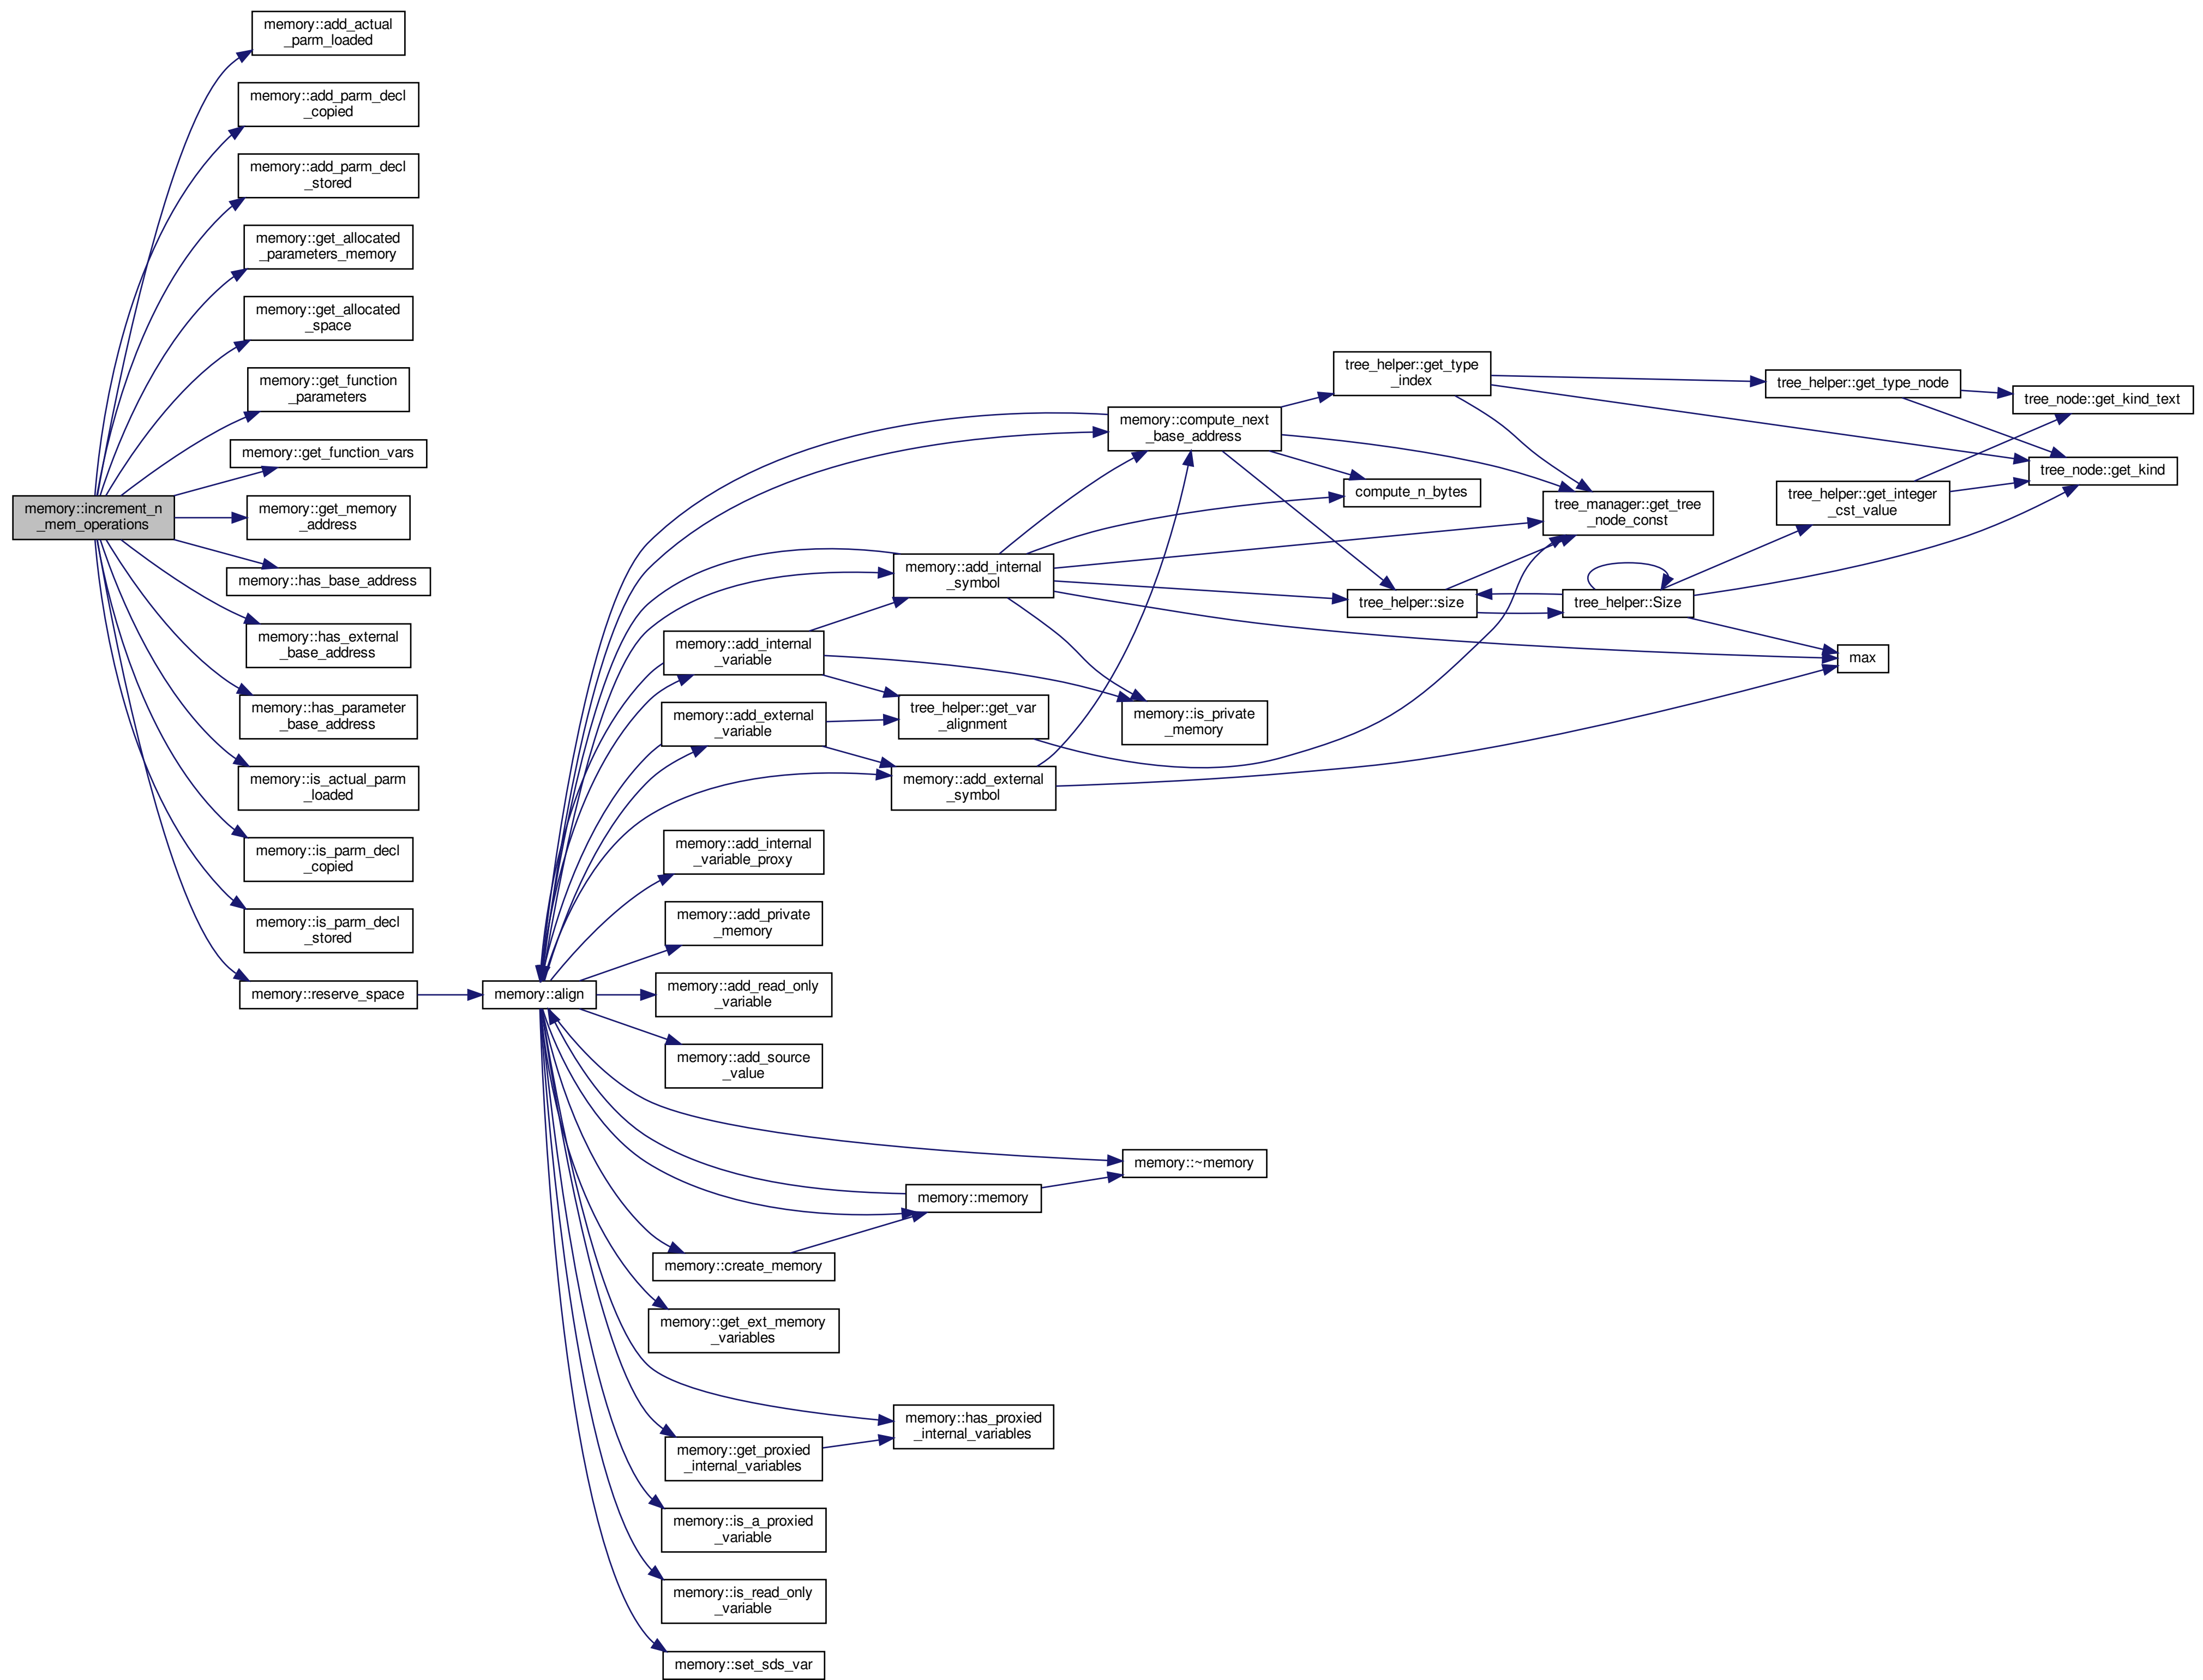 memory::increment_n
_mem_operations
memory::add_actual
_parm_loaded
memory::add_parm_decl
_copied
memory::add_parm_decl
_stored
memory::get_allocated
_parameters_memory
memory::get_allocated
_space
memory::get_function
_parameters
memory::get_function_vars
memory::get_memory
_address
memory::has_base_address
memory::has_external
_base_address
memory::has_parameter
_base_address
memory::is_actual_parm
_loaded
memory::is_parm_decl
_copied
memory::is_parm_decl
_stored
memory::reserve_space
memory::align
memory::add_internal
_variable
memory::add_external
_variable
memory::add_internal
_variable_proxy
memory::add_private
_memory
memory::add_read_only
_variable
memory::add_source
_value
memory::create_memory
memory::get_ext_memory
_variables
memory::get_proxied
_internal_variables
memory::is_a_proxied
_variable
memory::is_read_only
_variable
memory::set_sds_var
memory::add_internal
_symbol
tree_helper::get_var
_alignment
memory::add_external
_symbol
memory::memory
memory::has_proxied
_internal_variables
memory::compute_next
_base_address
memory::is_private
_memory
memory::~memory
tree_helper::get_type
_index
compute_n_bytes
tree_helper::size
tree_manager::get_tree
_node_const
tree_helper::Size
tree_helper::get_type_node
tree_helper::get_integer
_cst_value
max
tree_node::get_kind_text
tree_node::get_kind